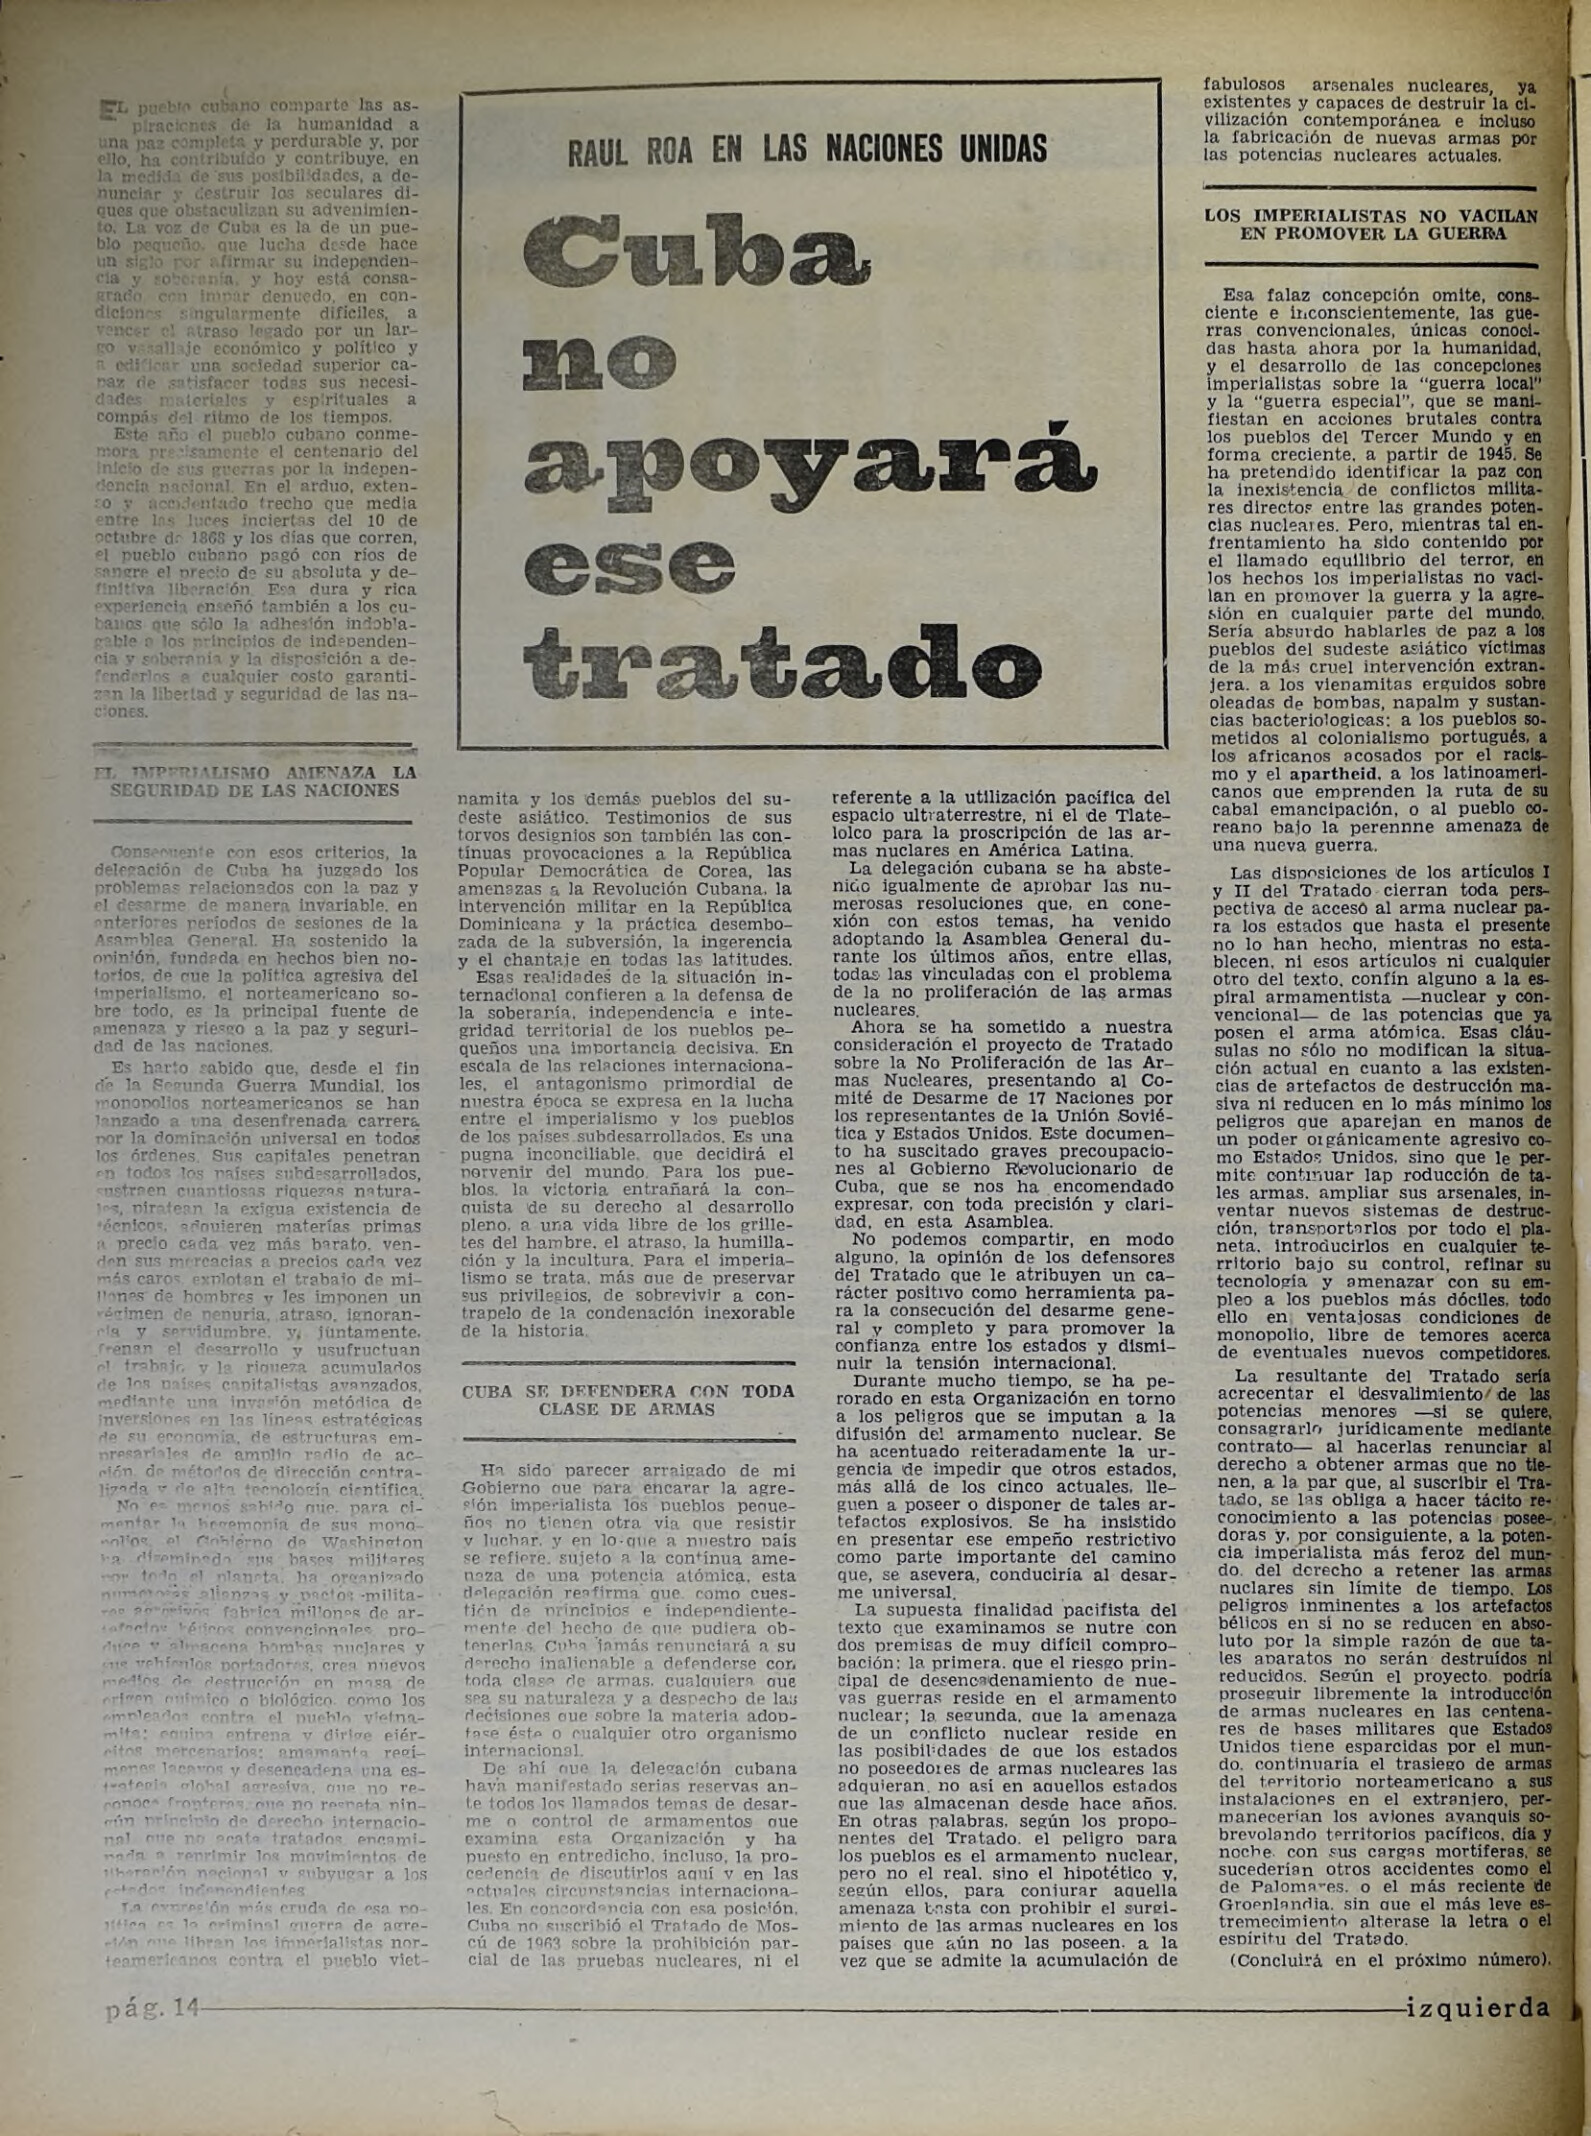 RAUL ROA EN LAS NACIONES UNIDAS
Cuba
no
apoyará
ese
tratado
EL pueblo cubano comparte las as-
piraciones de la humanidad a
una paz completa y perdurable y, por
ello, ha contribuído y contribuye, en
la medida de sus posibilidades, a de-
nunciar y destruir los seculares di-
ques que obstaculizan su advenimien-
to. La voz de Cuba es la de un pue-
blo pequeño, que lucha desde hace
un siglo por afirmar su independen-
cia y soberanía, y hoy está consa-
grado con impar denuedo, en con-
diciones singularmente difíciles, a
vencer el atraso legado por un lar-
go vasallaje económico y político y
a edificar una sociedad superior ca-
paz de satisfacer todas sus necesi-
dades materiales y espirituales a
compás del ritmo de los tiempos.
Este año el pueblo cubano conme-
mora precisamente el centenario del
inicio de sus guerras por la indepen-
dencia nacional. En el arduo, exten-
so y accidentado trecho que media
entre las luces inciertas del 10 de
octubre de 1868 y los días que corren,
el pueblo cubano pagó con ríos de
sangre el precio de su absoluta y de-
finitiva liberación. Esa dura y rica
experiencia enseñó también a los cu-
banos que sólo la adhesión indobla-
gable a los principios de independen-
cia y soberanía y la disposición a de-
fenderlos a cualquier costo garanti-
zan la libertad y seguridad de las na-
ciones.
EL IMPERIALISMO AMENAZA LA
SEGURIDAD DE LAS NACIONES
Consecuente con esos criterios, la
delegación de Cuba ha juzgado los
problemas relacionados con la paz y
el desarme de manera invariable, en
anteriores períodos de sesiones de la
Asamblea General. Ha sostenido la
opinión, fundada en hechos bien no-
torios, de que la política agresiva del
imperialismo, el norteamericano so-
bre todo, es la principal fuente de
amenaza y riesgo a la paz y seguri-
dad de las naciones.
Es harto sabido que, desde el fin
de la Segunda Guerra Mundial, los
monopolios norteamericanos se han
lanzado a una desenfrenada carrera
por la dominación universal en todos
los órdenes. Sus capitales penetran
en todos los países subdesarrollados,
sustraen cuantiosas riquezas natura-
les, piratean la exigua existencia de
técnicos, adquieren materias primas
a precio cada vez más barato, ven-
den sus mercacias a precios cada vez
más caros, explotan el trabajo de mi-
llones de hombres y les imponen un
régimen de penuria, atraso, ignoran-
cia y servidumbre, y, juntamente,
frenan el desarrollo y usufructuan
el trabajo y la riqueza acumulados
de los países capitalistas avanzados,
mediante una invasión metódica de
inversiones en las líneas estratégicas
de su economía, de estructuras em-
presariales de amplio radio de ac-
ción, de métodos de dirección centra-
lizada y de alta tecnología científica.
No es menos sabido que, para ci-
mentar la hegemonía de sus mono-
polios, el Gobierno de Washington
ha diseminado sus bases militares
por todo el planeta, ha organizado
numerosas alianzas y pactos milita-
res agresivos, fabrica millones de ar-
tefactos bélicos convencionales, pro-
duce y almacena bombas nuclares y
sus vehículos portadores, crea nuevos
medios de destrucción en masa de
origen químico o biológico, como los
empleados contra el pueblo vietna-
mita; equipa entrena y dirige ejér-
citos mercenarios; amamanta regí-
menes lacayos y desencadena una es-
trategia global agresiva, que no re-
conoce fronteras, que no respeta nin-
gún principio de derecho internacio-
nal que no acata tratados, encami-
nada a reprimir los movimientos de
liberación nacional y subyugar a los
estados independientes
La expresión más cruda de esa po-
lítica es la criminal guerra de agre-
sión que libran los imperialistas nor-
teamericanos contra el pueblo viet-
namita y los demás pueblos del su-
deste asiático. Testimonios de sus
torvos designios son también las con-
tinuas provocaciones a la República
Popular Democrática de Corea, las
amenazas a la Revolución Cubana, la
intervención militar en la República
Dominicana y la práctica desembo-
zada de la subversión, la ingerencia
y el chantaje en todas las latitudes.
Esas realidades de la situación in-
ternacional confieren a la defensa de
la soberanía, independencia e inte-
gridad territorial de los pueblos pe-
queños una importancia decisiva. En
escala de las relaciones internaciona-
les, el antagonismo primordial de
nuestra época se expresa en la lucha
entre el imperialismo y los pueblos
de los países subdesarrollados. Es una
pugna inconciliable, que decidirá el
porvenir del mundo. Para los pue-
blos, la victoria entrañará la con-
quista de su derecho al desarrollo
pleno, a una vida libre de los grille-
tes del hambre, el atraso, la humilla-
ción y la incultura. Para el imperia-
lismo se trata, más que de preservar
sus privilegios, de sobrevivir a con-
trapelo de la condenación inexorable
de la historia.
CUBA SE DEFENDERA CON TODA
CLASE DE ARMAS
Ha sido parecer arraigado de mi
Gobierno que para encarar la agre-
sión imperialista los pueblos peque-
ños no tienen otra vía que resistir
y luchar, y en lo que a nuestro país
se refiere, sujeto a la continua ame-
naza de una potencia atómica, esta
delegación reafirma que, como cues-
tión de principios e independiente-
mente del hecho de que pudiera ob-
tenerlas, Cuba jamás renunciará a su
derecho inalienable a defenderse con
toda clase de armas, cualquiera que
sea su naturaleza y a despecho de las
decisiones que sobre la materia adop-
tase éste o cualquier otro organismo
internacional.
De ahí que la delegación cubana
haya manifestado serias reservas an-
te todos los llamados temas de desar-
me o control de armamentos que
examina esta Organización y ha
puesto en entredicho, incluso, la pro-
cedencia de discutirlos aquí y en las
actuales circunstancias internaciona-
les. En concordancia con esa posición,
Cuba no suscribió el Tratado de Mos-
cú de 1963 sobre la prohibición par-
cial de las pruebas nucleares, ni el
referente a la utilización pacífica del
espacio ultraterrestre, ni el de Tlate-
lolco para la proscripción de las ar-
mas nuclares en América Latina.
La delegación cubana se ha abste-
nido igualmente de aprobar las nu-
merosas resoluciones que, en cone-
xión con estos temas, ha venido
adoptando la Asamblea General du-
rante los últimos años, entre ellas,
todas las vinculadas con el problema
de la no proliferación de las armas
nucleares.
Ahora se ha sometido a nuestra
consideración el proyecto de Tratado
sobre la No Proliferación de las Ar-
mas Nucleares, presentando al Co-
mité de Desarme de 17 Naciones por
los representantes de la Unión Sovié-
tica y Estados Unidos. Este documen-
to ha suscitado graves precoupacio-
nes al Gobierno Revolucionario de
Cuba, que se nos ha encomendado
expresar, con toda precisión y clari-
dad, en esta Asamblea.
No podemos compartir, en modo
alguno, la opinión de los defensores
del Tratado que le atribuyen un ca-
rácter positivo como herramienta pa-
ra la consecución del desarme gene-
ral y completo y para promover la
confianza entre los estados y dismi-
nuir la tensión internacional.
Durante mucho tiempo, se ha pe-
rorado en esta Organización en torno
a los peligros que se imputan a la
difusión del armamento nuclear. Se
ha acentuado reiteradamente la ur-
gencia de impedir que otros estados,
más allá de los cinco actuales, lle-
guen a poseer o disponer de tales ar-
tefactos explosivos. Se ha insistido
en presentar ese empeño restrictivo
como parte importante del camino
que, se asevera, conduciría al desar-
me universal.
La supuesta finalidad pacifista del
texto que examinamos se nutre con
dos premisas de muy difícil compro-
bación: la primera, que el riesgo prin-
cipal de desencadenamiento de nue-
vas guerras reside en el armamento
nuclear; la segunda, que la amenaza
de un conflicto nuclear reside en
las posibilidades de que los estados
no poseedores de armas nucleares las
adquieran, no así en aquellos estados
que las almacenan desde hace años.
En otras palabras, según los propo-
nentes del Tratado, el peligro para
los pueblos es el armamento nuclear,
pero no el real, sino el hipotético y,
según ellos, para conjurar aquella
amenaza basta con prohibir el surgi-
miento de las armas nucleares en los
países que aún no las poseen, a la
vez que se admite la acumulación de
fabulosos arsenales nucleares, ya
existentes y capaces de destruir la ci-
vilización contemporánea e incluso
la fabricación de nuevas armas por
las potencias nucleares actuales.
LOS IMPERIALISTAS NO VACILAN
EN PROMOVER LA GUERRA
Esa falaz concepción omite, cons-
ciente e inconscientemente, las gue-
rras convencionales, únicas conoci-
das hasta ahora por la humanidad,
y el desarrollo de las concepciones
imperialistas sobre la "guerra local"
y la "guerra especial", que se mani-
fiestan en acciones brutales contra
los pueblos del Tercer Mundo y en
forma creciente, a partir de 1945. Se
ha pretendido identificar la paz con
la inexistencia de conflictos milita-
res directos entre las grandes poten-
cias nucleares. Pero, mientras tal en-
frentamiento ha sido contenido por
el llamado equilibrio del terror, en
los hechos los imperialistas no vaci-
lan en promover la guerra y la agre-
sión en cualquier parte del mundo.
Sería absurdo hablarles de paz a los
pueblos del sudeste asiático víctimas
de la más cruel intervención extran-
jera, a los vienamitas erguidos sobre
oleadas de bombas, napalm y sustan-
cias bacteriologicas; a los pueblos so-
metidos al colonialismo portugués, a
los africanos acosados por el racis-
mo y el apartheid, a los latinoameri-
canos que emprenden la ruta de su
cabal emancipación, o al pueblo co-
reano bajo la perennne amenaza de
una nueva guerra.
Las disposiciones de los artículos I
y II del Tratado cierran toda pers-
pectiva de acceso al arma nuclear pa-
ra los estados que hasta el presente
no lo han hecho, mientras no esta-
blecen, ni esos artículos ni cualquier
otro del texto, confín alguno a la es-
piral armamentista —nuclear y con-
vencional— de las potencias que ya
posen el arma atómica. Esas cláu-
sulas no sólo no modifican la situa-
ción actual en cuanto a las existen-
cias de artefactos de destrucción ma-
siva ni reducen en lo más mínimo los
peligros que aparejan en manos de
un poder orgánicamente agresivo co-
mo Estados Unidos, sino que le per-
mite continuar lap roducción de ta-
les armas, ampliar sus arsenales, in-
ventar nuevos sistemas de destruc-
ción, transportarlos por todo el pla-
neta, introducirlos en cualquier te-
rritorio bajo su control, refinar su
tecnología y amenazar con su em-
pleo a los pueblos más dóciles, todo
ello en ventajosas condiciones de
monopolio, libre de temores acerca
de eventuales nuevos competidores.
La resultante del Tratado sería
acrecentar el desvalimiento de las
potencias menores —si se quiere,
consagrarlo jurídicamente mediante
contrato— al hacerlas renunciar al
derecho a obtener armas que no tie-
nen, a la par que, al suscribir el Tra-
tado, se las obliga a hacer tácito re-
conocimiento a las potencias posee-
doras y, por consiguiente, a la poten-
cia imperialista más feroz del mun-
do, del derecho a retener las armas
nuclares sin límite de tiempo. Los
peligros inminentes a los artefactos
bélicos en sí no se reducen en abso-
luto por la simple razón de que ta-
les aparatos no serán destruídos ni
reducidos. Según el proyecto, podría
proseguir libremente la introducción
de armas nucleares en las centena-
res de bases militares que Estados
Unidos tiene esparcidas por el mun-
do, continuaría el trasiego de armas
del territorio norteamericano a sus
instalaciones en el extranjero, per-
manecerían los aviones avanquis so-
brevolando territorios pacíficos, día y
noche, con sus cargas mortíferas, se
sucederían otros accidentes como el
de Palomares, o el más reciente de
Groenlandia, sin que el más leve es-
tremecimiento alterase la letra o el
espíritu del Tratado.
(Concluirá en el próximo número).
pág. 14
izquierda